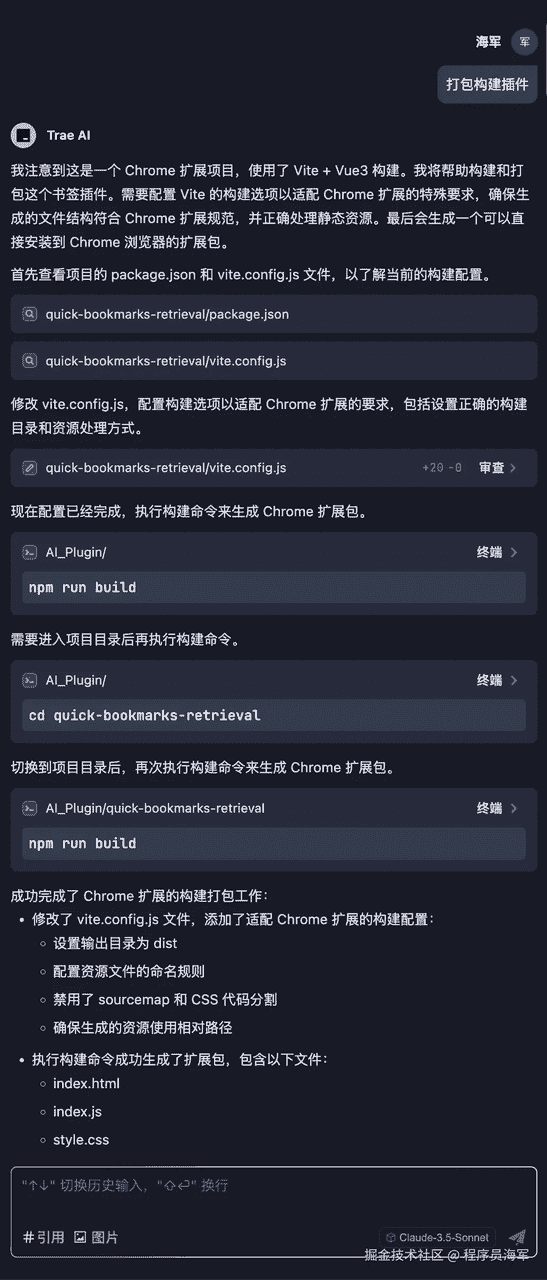 海军 军
打包构建插件
Trae AI
我注意到这是一个 Chrome 扩展项目，使用了 Vite + Vue3 构建。我将帮助构建和打
包这个书签插件。需要配置 Vite 的构建选项以适配 Chrome 扩展的特殊要求，确保生
成的文件结构符合 Chrome 扩展规范，并正确处理静态资源。最后会生成一个可以直
接安装到 Chrome 浏览器的扩展包。
首先查看项目的 package.json 和 vite.config.js 文件，以了解当前的构建配置。
quick-bookmarks-retrieval/package.json
quick-bookmarks-retrieval/vite.config.js
修改 vite.config.js，配置构建选项以适配 Chrome 扩展的要求，包括设置正确的构建
目录和资源处理方式。
quick-bookmarks-retrieval/vite.config.js +20 -0 审查 >
现在配置已经完成，执行构建命令来生成 Chrome 扩展包。
AI_Plugin/ 终端 >
npm run build
需要进入项目目录后再执行构建命令。
AI_Plugin/ 终端 >
cd quick-bookmarks-retrieval
切换到项目目录后，再次执行构建命令来生成 Chrome 扩展包。
AI_Plugin/quick-bookmarks-retrieval 终端 >
npm run build
成功完成了 Chrome 扩展的构建打包工作：
• 修改了 vite.config.js 文件，添加了适配 Chrome 扩展的构建配置：
◦ 设置输出目录为 dist
◦ 配置资源文件的命名规则
◦ 禁用了 sourcemap 和 CSS 代码分割
◦ 确保生成的资源使用相对路径
• 执行构建命令成功生成了扩展包，包含以下文件：
◦ index.html
◦ index.js
◦ style.css
"↑↓" 切换历史输入，"⇧⏎" 换行
#引用 图片 Claude-3.5-Sonnet
掘金技术社区 @ 程序员海军